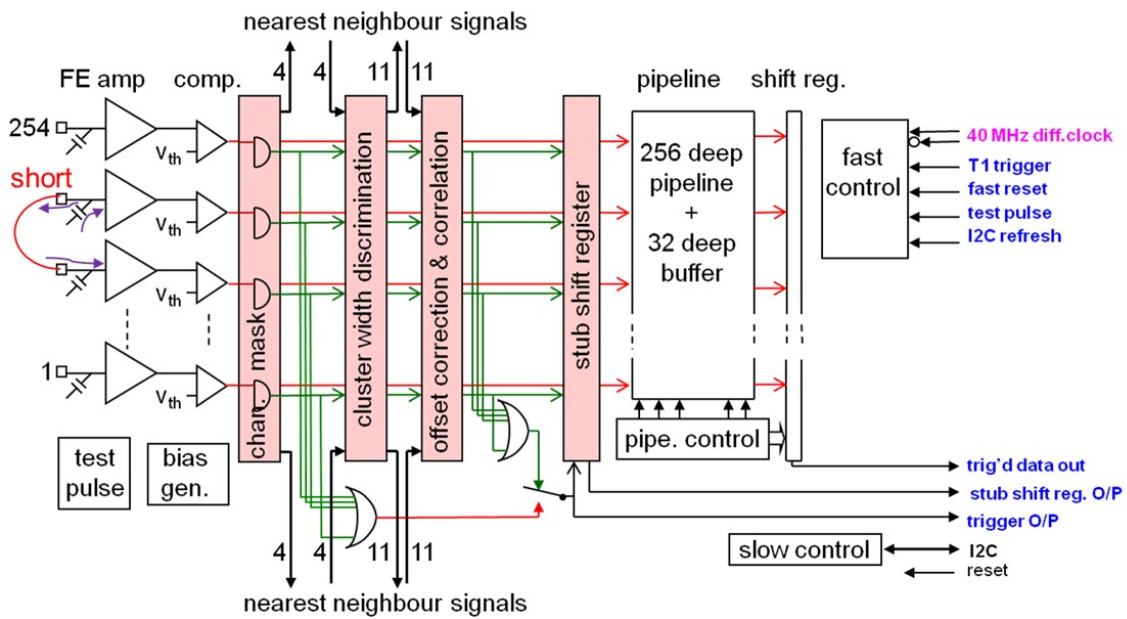 nearest neighbour signals
4 4 11 11
FE amp comp. pipeline shift reg.
254
Vth
short
Vth
Vth
1
Vth
chan. mask
cluster width discrimination
offset correction & correlation
stub shift register
256 deep
pipeline
+
32 deep
buffer
fast
control
40 MHz diff.clock
T1 trigger
fast reset
test pulse
I2C refresh
pipe. control
test
pulse
bias
gen.
trig'd data out
stub shift reg. O/P
trigger O/P
slow control
I2C
reset
4 4 11 11
nearest neighbour signals